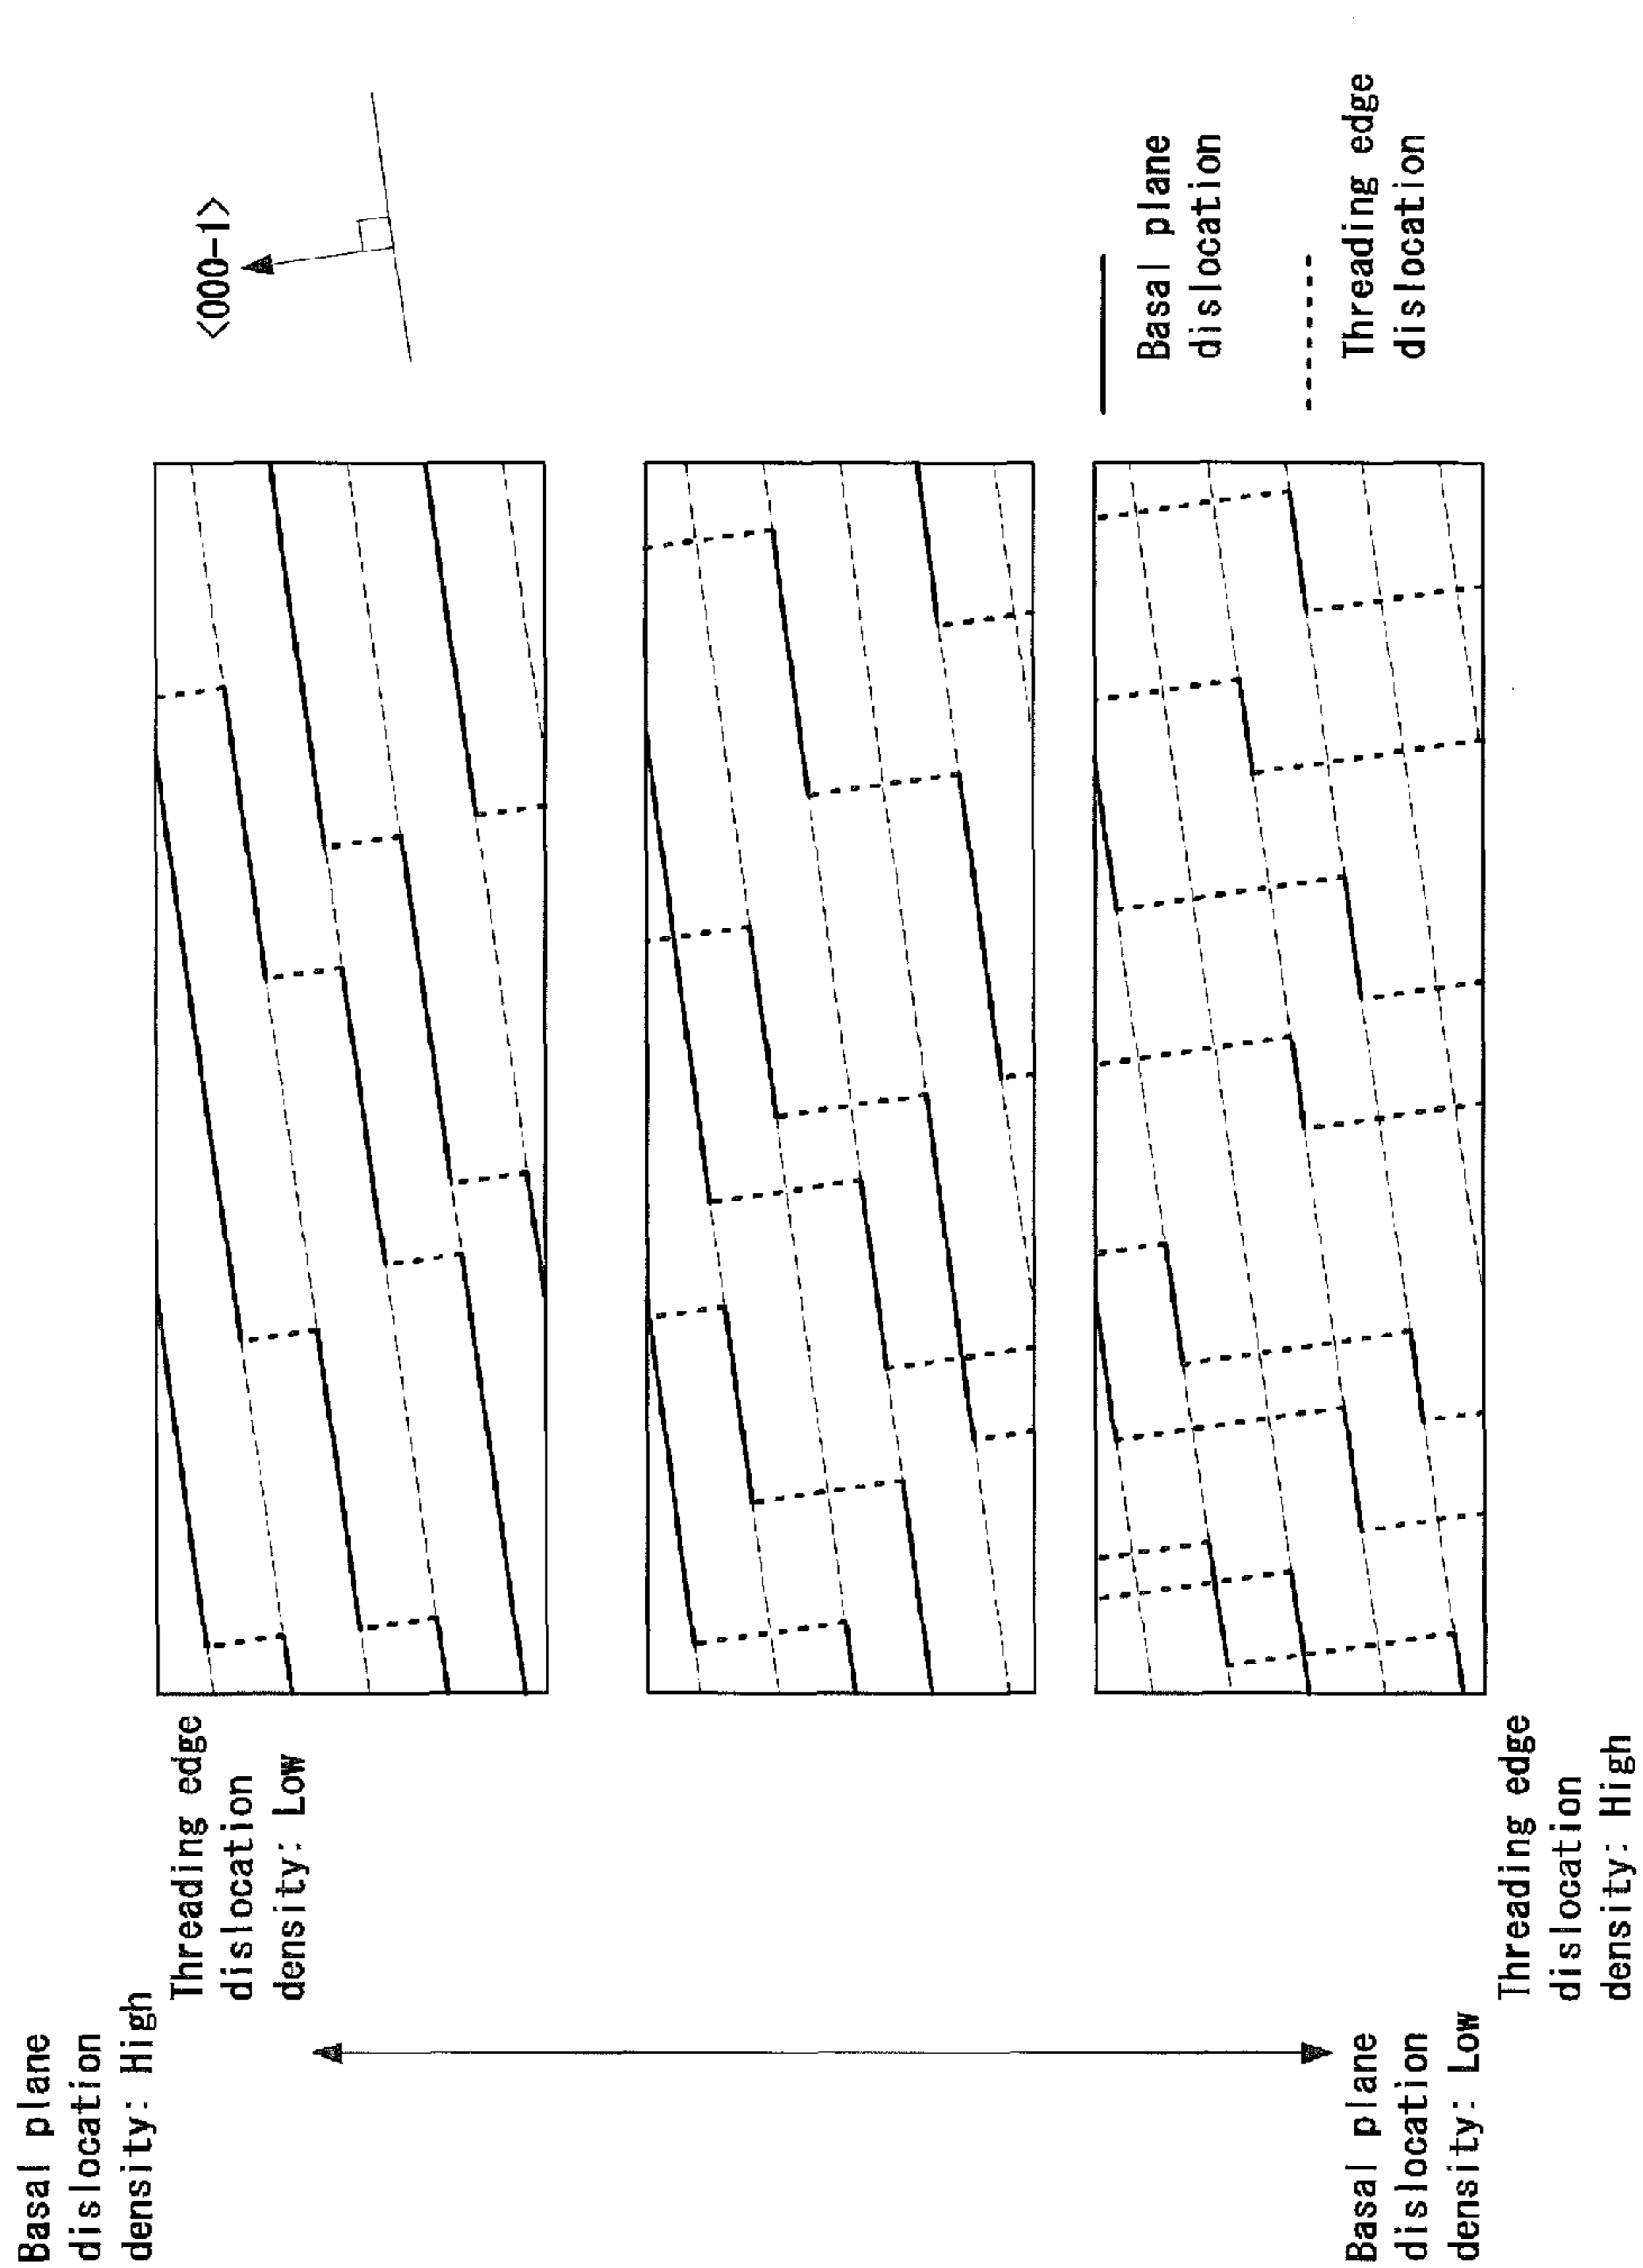 Basal plane
dislocation
density: High
Threading edge
dislocation
density: Low
<000-1>
Basal plane
dislocation
Threading edge
dislocation
Basal plane
dislocation
density: Low
Threading edge
dislocation
density: High